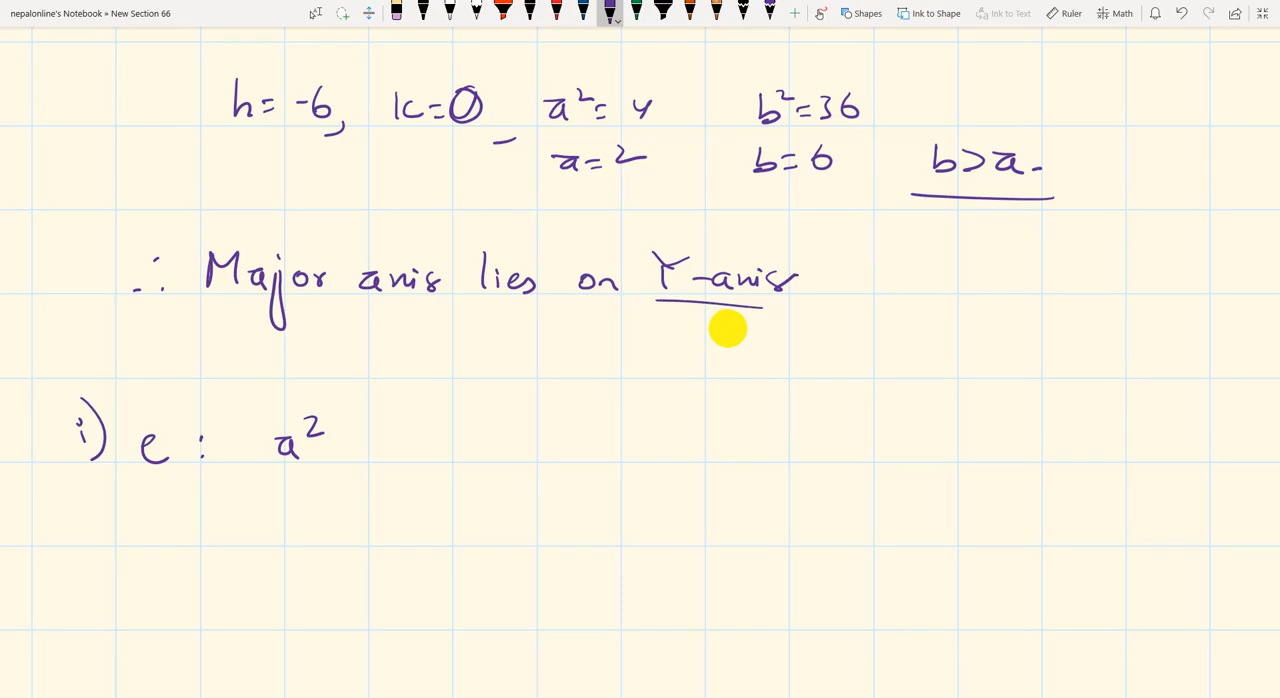 nepalonline's Notebook » New Section 66
Shapes Ink to Shape Ink to Text Ruler Math
h = -6, k = 0, a² = 4 b² = 36
a = 2 b = 6 b > a.
∴ Major axis lies on Y-axis
i) e : a²